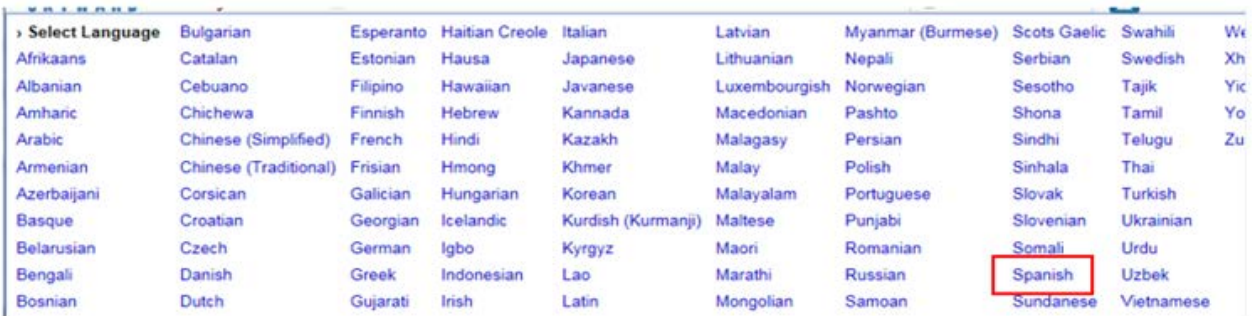 › Select Language Bulgarian Esperanto Haitian Creole Italian Latvian Myanmar (Burmese) Scots Gaelic Swahili
Afrikaans Catalan Estonian Hausa Japanese Lithuanian Nepali Serbian Swedish Xh
Albanian Cebuano Filipino Hawaiian Javanese Luxembourgish Norwegian Sesotho Tajik
Amharic Chichewa Finnish Hebrew Kannada Macedonian Pashto Shona Tamil Yo
Arabic Chinese (Simplified) French Hindi Kazakh Malagasy Persian Sindhi Telugu Zu
Armenian Chinese (Traditional) Frisian Hmong Khmer Malay Polish Sinhala Thai
Azerbaijani Corsican Galician Hungarian Korean Malayalam Portuguese Slovak Turkish
Basque Croatian Georgian Icelandic Kurdish (Kurmanji) Maltese Punjabi Slovenian Ukrainian
Belarusian Czech German Igbo Kyrgyz Maori Romanian Somali Urdu
Bengali Danish Greek Indonesian Lao Marathi Russian Spanish Uzbek
Bosnian Dutch Gujarati Irish Latin Mongolian Samoan Sundanese Vietnamese